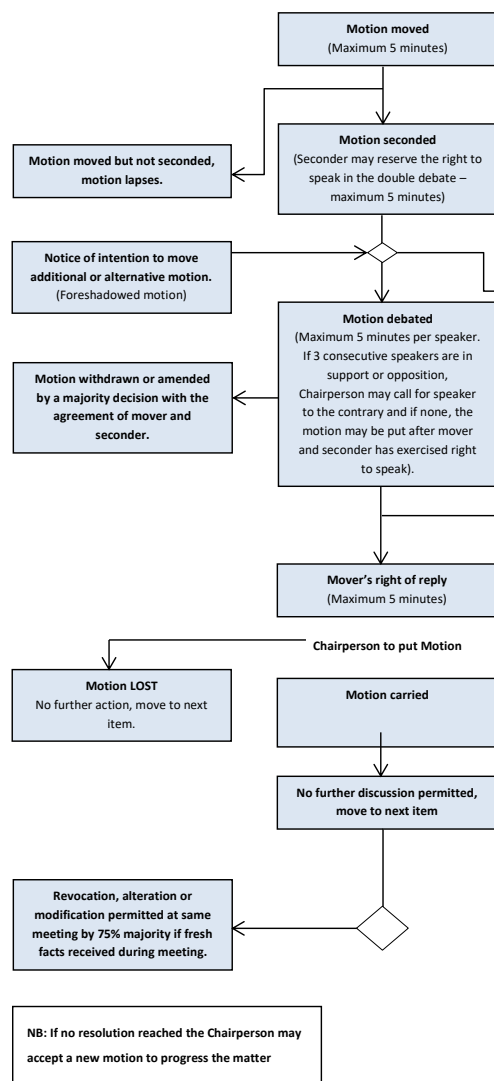 Motion moved
(Maximum 5 minutes)
Motion seconded
(Seconder may reserve the right to
speak in the double debate –
maximum 5 minutes)
Motion moved but not seconded,
motion lapses.
Notice of intention to move
additional or alternative motion.
(Foreshadowed motion)
Motion debated
(Maximum 5 minutes per speaker.
If 3 consecutive speakers are in
support or opposition,
Chairperson may call for speaker
to the contrary and if none, the
motion may be put after mover
and seconder has exercised right
to speak).
Motion withdrawn or amended
by a majority decision with the
agreement of mover and
seconder.
Mover’s right of reply
(Maximum 5 minutes)
Chairperson to put Motion
Motion LOST
No further action, move to next
item.
Motion carried
No further discussion permitted,
move to next item
Revocation, alteration or
modification permitted at same
meeting by 75% majority if fresh
facts received during meeting.
NB: If no resolution reached the Chairperson may
accept a new motion to progress the matter